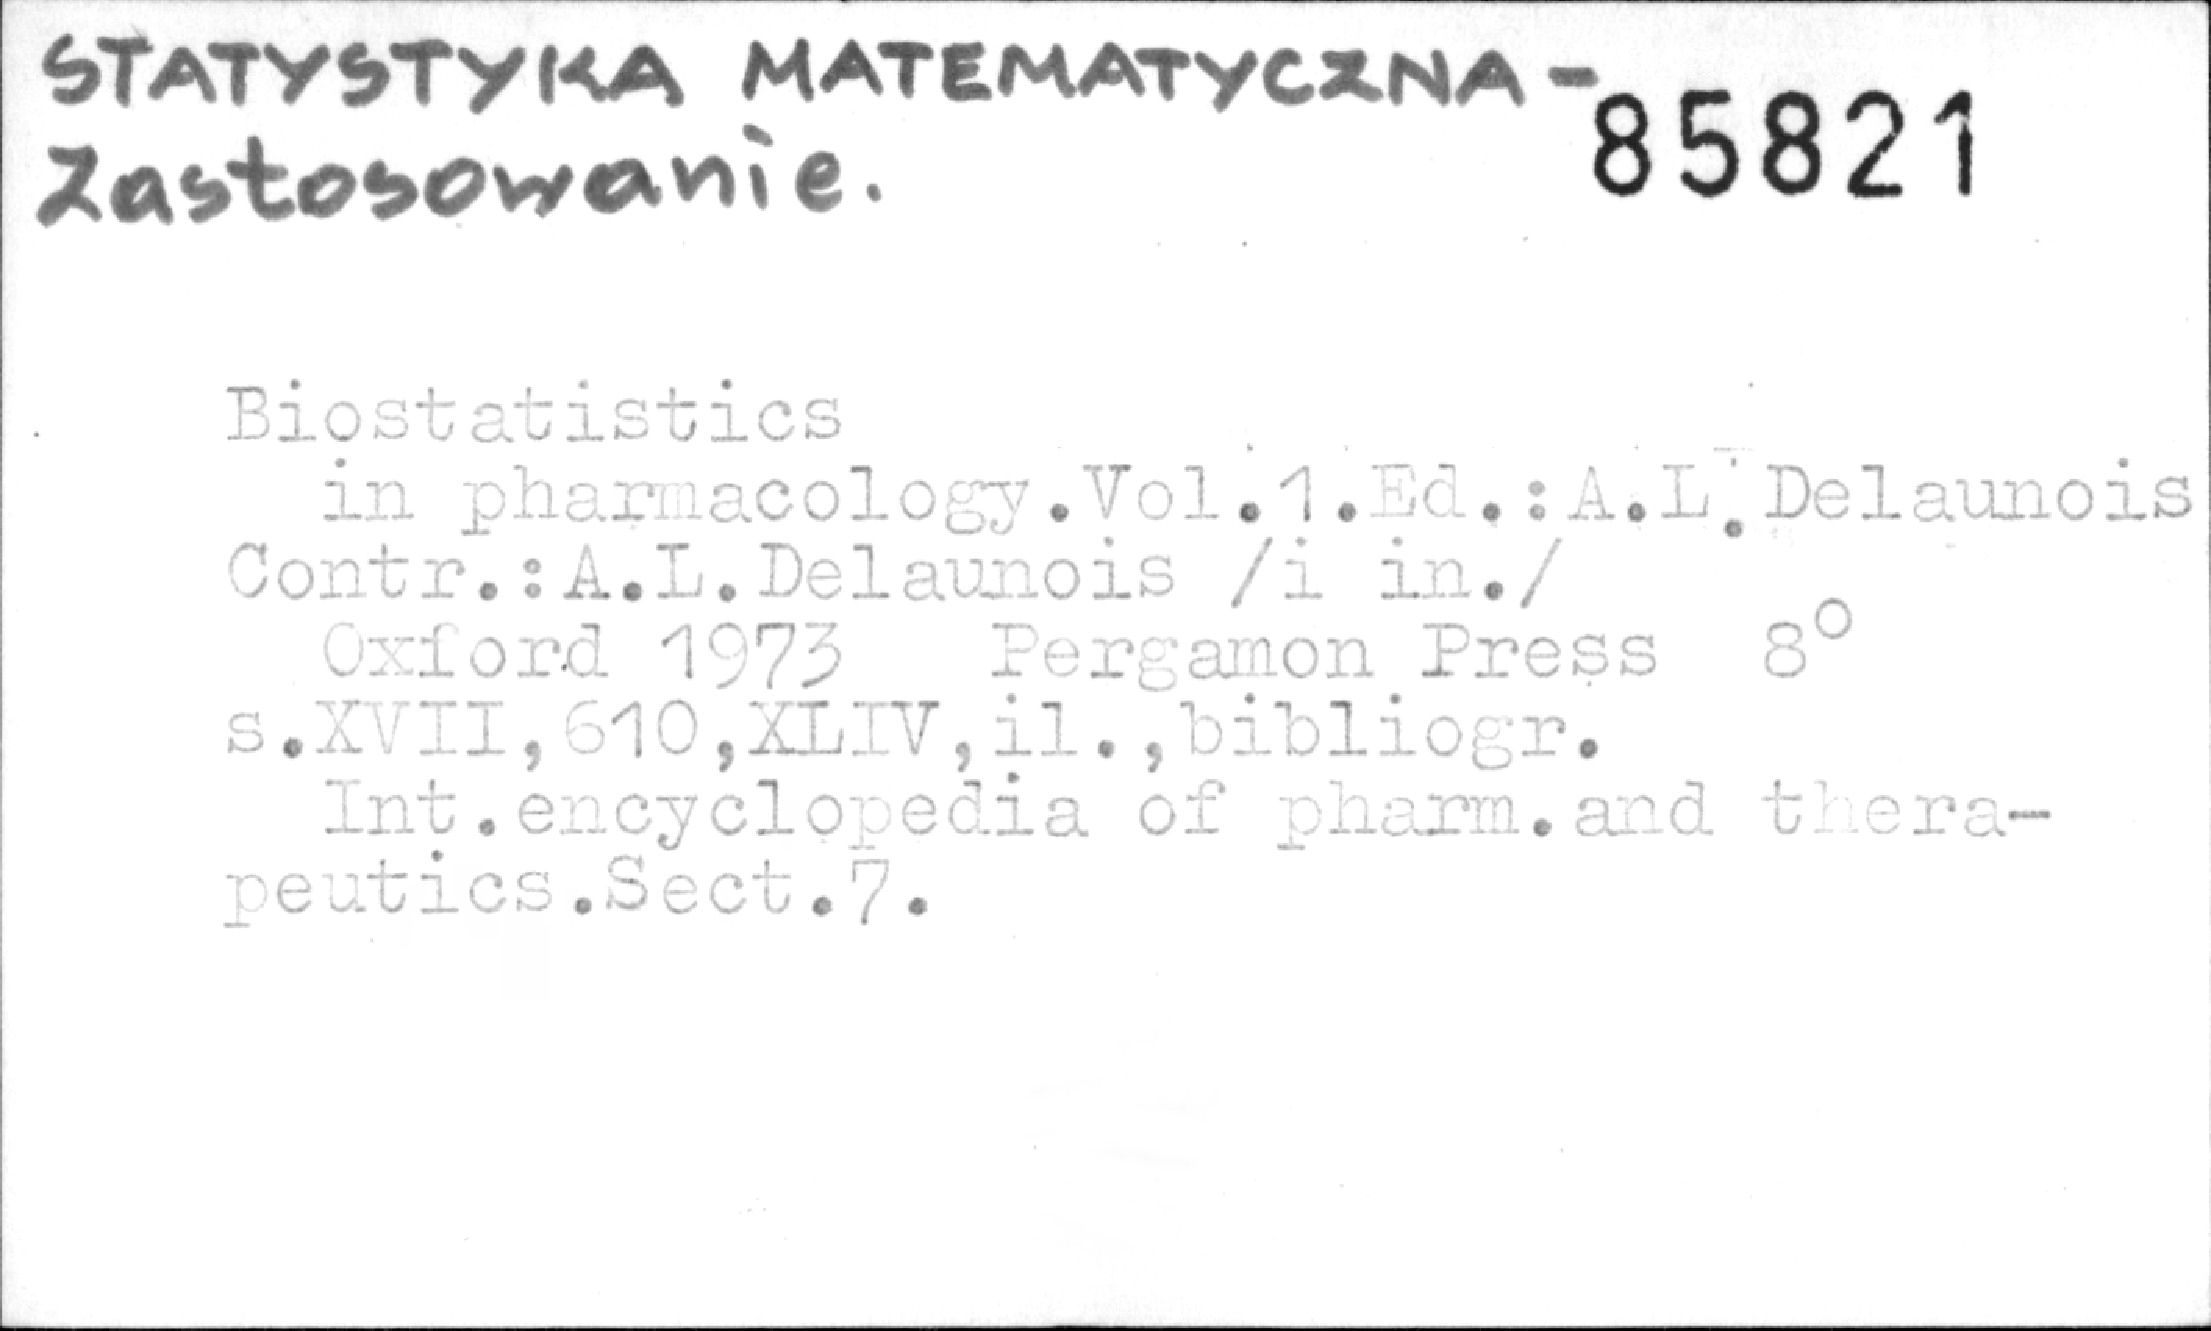 STATYSTYKA MATEMATYCZNA -
Zastosowanie.
85821
Biostatistics
in pharmacology.Vol.1.Ed.:A.L.Delaunois
Contr.:A.L.Delaunois /i in./
Oxford 1973 Pergamon Press 8°
s.XVII,610,XLIV,il.,bibliogr.
Int.encyclopedia of pharm.and thera-
peutics.Sect.7.